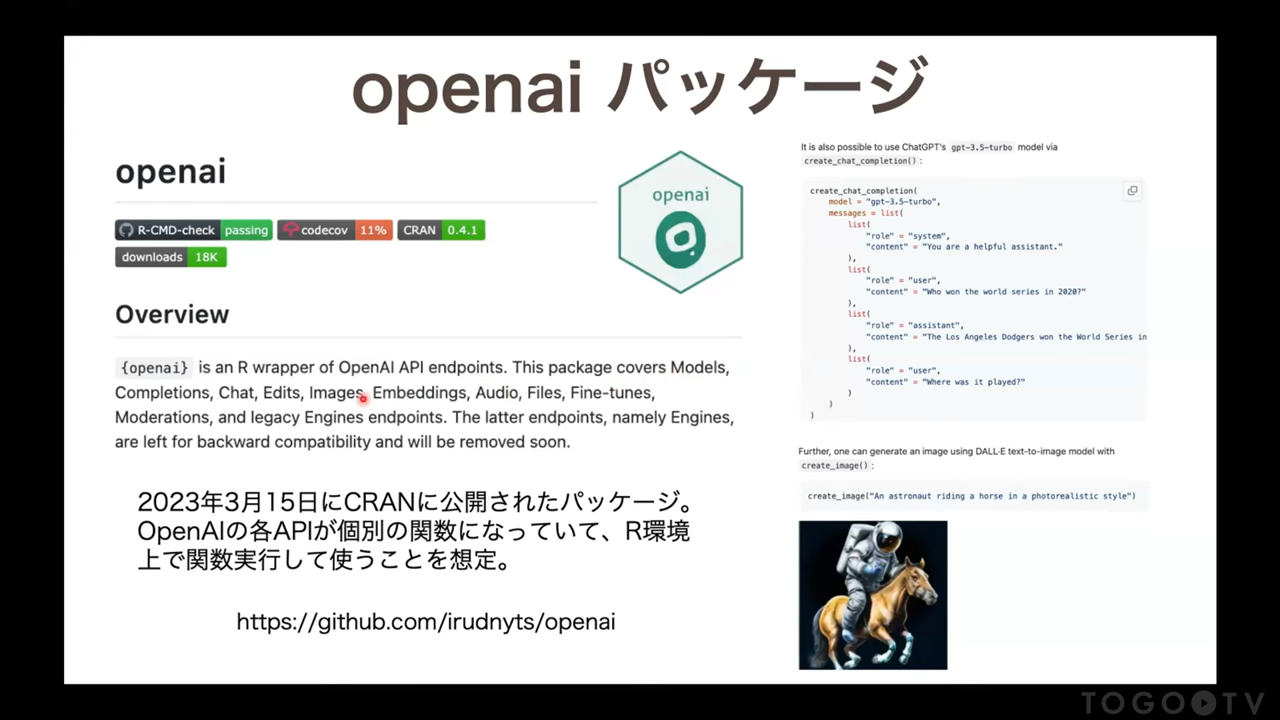 openai パッケージ
openai
R-CMD-check passing codecov 11% CRAN 0.4.1
downloads 18K
openai
Overview
{openai} is an R wrapper of OpenAI API endpoints. This package covers Models,
Completions, Chat, Edits, Images, Embeddings, Audio, Files, Fine-tunes,
Moderations, and legacy Engines endpoints. The latter endpoints, namely Engines,
are left for backward compatibility and will be removed soon.
2023年3月15日にCRANに公開されたパッケージ。
OpenAIの各APIが個別の関数になっていて、R環境
上で関数実行して使うことを想定。
https://github.com/irudnyts/openai
It is also possible to use ChatGPT's gpt-3.5-turbo model via
create_chat_completion() :
create_chat_completion(
model = "gpt-3.5-turbo",
messages = list(
list(
"role" = "system",
"content" = "You are a helpful assistant."
),
list(
"role" = "user",
"content" = "Who won the world series in 2020?"
),
list(
"role" = "assistant",
"content" = "The Los Angeles Dodgers won the World Series in
),
list(
"role" = "user",
"content" = "Where was it played?"
)
)
)
Further, one can generate an image using DALL·E text-to-image model with
create_image() :
create_image("An astronaut riding a horse in a photorealistic style")
TOGO TV